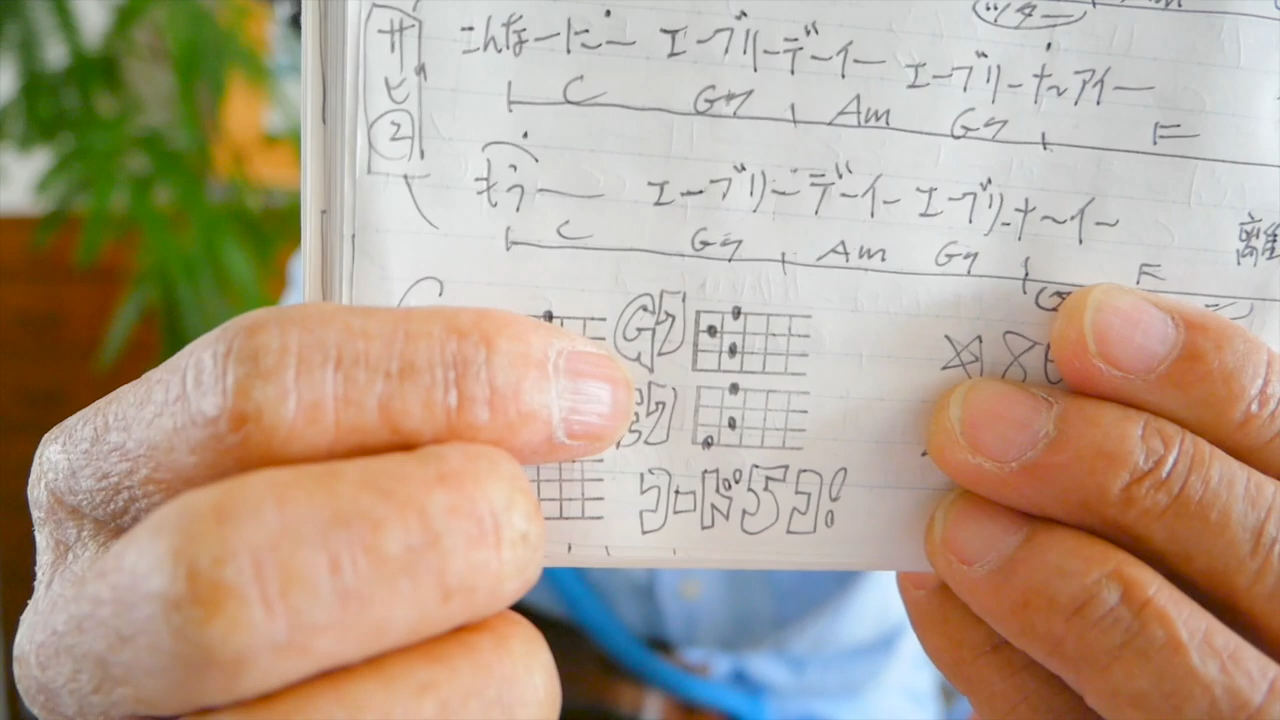 サビ②
こんなーにー エーブリーデーイー エーブリーナ〜アイー
C G7 Am G7 F
もうー エーブリーデーイー エーブリーナ〜イー
C G7 Am G7 F
離
C
G7
E7
コード5コ!